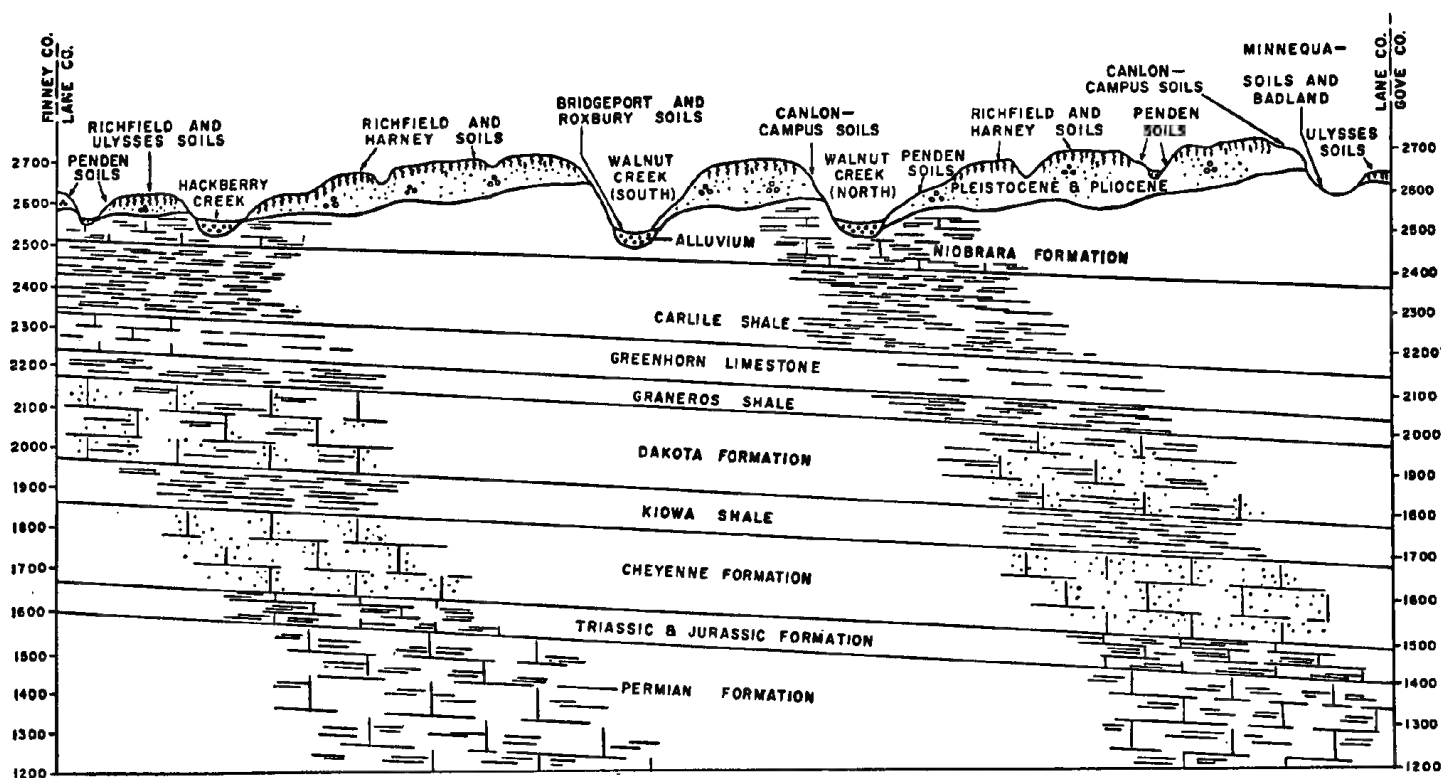 FINNEY CO.
LANE CO.
LANE CO.
GOVE CO.
MINNEQUA—
SOILS AND
BADLAND
CANLON—
CAMPUS SOILS
BRIDGEPORT AND
ROXBURY SOILS
CANLON—
CAMPUS SOILS
RICHFIELD AND
HARNEY SOILS
PENDEN
SOILS
ULYSSES
SOILS
RICHFIELD AND
ULYSSES SOILS
RICHFIELD AND
HARNEY SOILS
PENDEN
SOILS
HACKBERRY
CREEK
WALNUT
CREEK
(SOUTH)
WALNUT
CREEK
(NORTH)
PENDEN
SOILS
PLEISTOCENE & PLIOCENE
ALLUVIUM
NIOBRARA FORMATION
CARLILE SHALE
GREENHORN LIMESTONE
GRANEROS SHALE
DAKOTA FORMATION
KIOWA SHALE
CHEYENNE FORMATION
TRIASSIC & JURASSIC FORMATION
PERMIAN FORMATION
2700
2600
2500
2400
2300
2200
2100
2000
1900
1800
1700
1600
1500
1400
1300
1200
2700
2600
2500
2400
2300
2200
2100
2000
1900
1800
1700
1600
1500
1400
1300
1200